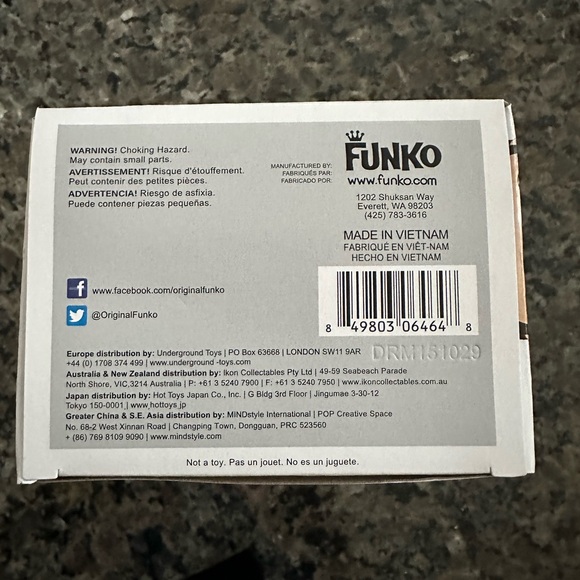 WARNING! Choking Hazard.
May contain small parts.
AVERTISSEMENT! Risque d'étouffement.
Peut contenir des petites pièces.
ADVERTENCIA! Riesgo de asfixia.
Puede contener piezas pequeñas.
MANUFACTURED BY:
FABRIQUÉS PAR:
FABRICADO POR:
FUNKO
www.funko.com
1202 Shuksan Way
Everett, WA 98203
(425) 783-3616
MADE IN VIETNAM
FABRIQUÉ EN VIÊT-NAM
HECHO EN VIETNAM
f www.facebook.com/originalfunko
@OriginalFunko
8 49803 06464 8
DRM151029
Europe distribution by: Underground Toys | PO Box 63668 | LONDON SW11 9AR
+44 (0) 1708 374 499 | www.underground -toys.com
Australia & New Zealand distribution by: Ikon Collectables Pty Ltd | 49-59 Seabeach Parade
North Shore, VIC,3214 Australia | P: +61 3 5240 7900 | F: +61 3 5240 7950 | www.ikoncollectables.com.au
Japan distribution by: Hot Toys Japan Co., Inc. | G Bldg 3rd Floor | Jingumae 3-30-12
Tokyo 150-0001 | www.hottoys.jp
Greater China & S.E. Asia distribution by: MINDstyle International | POP Creative Space
No. 68-2 West Xinnan Road | Changping Town, Dongguan, PRC 523560
+ (86) 769 8109 9090 | www.mindstyle.com
Not a toy. Pas un jouet. No es un juguete.